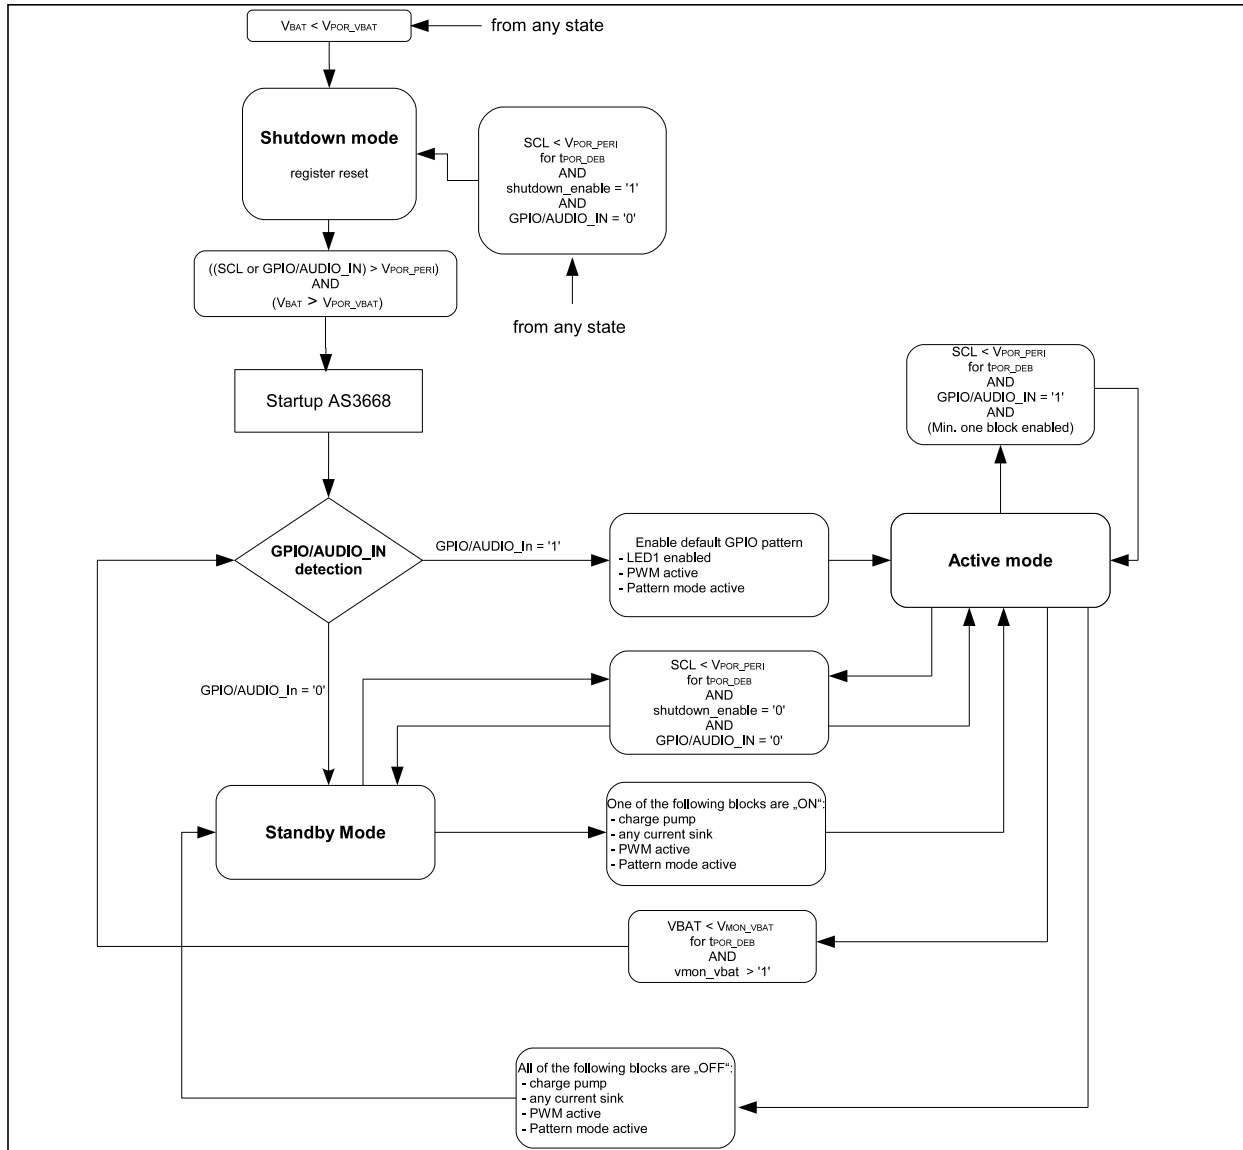 VBAT < VPOR_VBAT
from any state
Shutdown mode
register reset
SCL < VPOR_PERI
for tPOR_DEB
AND
shutdown_enable = '1'
AND
GPIO/AUDIO_IN = '0'
((SCL or GPIO/AUDIO_IN) > VPOR_PERI)
AND
(VBAT > VPOR_VBAT)
from any state
Startup AS3668
SCL < VPOR_PERI
for tPOR_DEB
AND
GPIO/AUDIO_IN = '1'
AND
(Min. one block enabled)
GPIO/AUDIO_IN
detection
GPIO/AUDIO_In = '1'
Enable default GPIO pattern
- LED1 enabled
- PWM active
- Pattern mode active
Active mode
GPIO/AUDIO_In = '0'
SCL < VPOR_PERI
for tPOR_DEB
AND
shutdown_enable = '0'
AND
GPIO/AUDIO_IN = '0'
Standby Mode
One of the following blocks are „ON“:
- charge pump
- any current sink
- PWM active
- Pattern mode active
VBAT < VMON_VBAT
for tPOR_DEB
AND
vmon_vbat > '1'
All of the following blocks are „OFF“:
- charge pump
- any current sink
- PWM active
- Pattern mode active